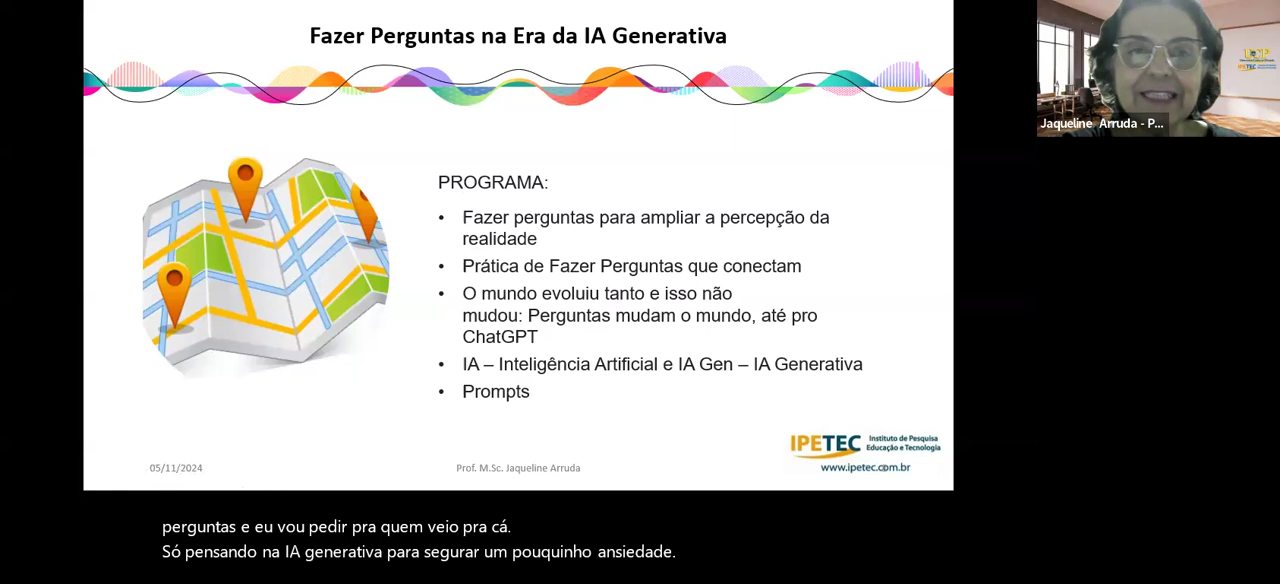 Fazer Perguntas na Era da IA Generativa
PROGRAMA:
• Fazer perguntas para ampliar a percepção da
realidade
• Prática de Fazer Perguntas que conectam
• O mundo evoluiu tanto e isso não
mudou: Perguntas mudam o mundo, até pro
ChatGPT
• IA – Inteligência Artificial e IA Gen – IA Generativa
• Prompts
IPETEC Instituto de Pesquisa
Educação e Tecnologia
www.ipetec.com.br
05/11/2024
Prof. M.Sc. Jaqueline Arruda
UCP
IPETEC
Jaqueline Arruda - P...
perguntas e eu vou pedir pra quem veio pra cá.
Só pensando na IA generativa para segurar um pouquinho ansiedade.